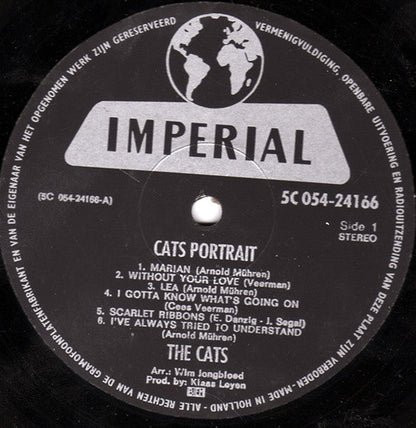 ALLE RECHTEN VAN DE GRAMOFOONPLATENFABRIKANT EN VAN DE EIGENAAR VAN HET OPGENOMEN WERK ZIJN GERESERVEERD
VERMENIGVULDIGING, OPENBARE UITVOERING EN RADIOUITZENDING VAN DEZE PLAAT ZIJN VERBODEN-MADE IN HOLLAND -
IMPERIAL
(5C 054-24166-A)
5C 054-24166
Side 1
STEREO
CATS PORTRAIT
1. MARIAN (Arnold Mühren)
2. WITHOUT YOUR LOVE (Veerman)
3. LEA (Arnold Mühren)
4. I GOTTA KNOW WHAT'S GOING ON
(Cees Veerman)
5. SCARLET RIBBONS (E. Danzig - J. Segal)
6. I'VE ALWAYS TRIED TO UNDERSTAND
(Arnold Mühren)
THE CATS
Arr.: Wim Jongbloed
Prod. by: Klaas Leyen